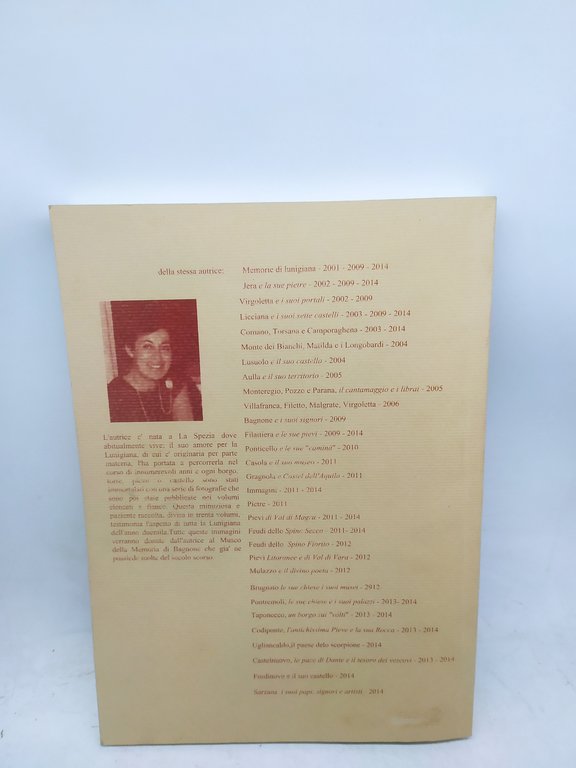 della stessa autrice:
Memorie di lunigiana - 2001 - 2009 - 2014
Jera e la sue pietre - 2002 - 2009 - 2014
Virgoletta e i suoi portali - 2002 - 2009
Licciana e i suoi sette castelli - 2003 - 2009 - 2014
Comano, Torsana e Camporaghena - 2003 - 2014
Monte dei Bianchi, Matilda e i Longobardi - 2004
Lusuolo e il suo castella - 2004
Aulla e il suo territorio - 2005
Monteregio, Pozzo e Parana, il cantamaggio e i librai - 2005
Villafranca, Filetto, Malgrate, Virgoletta - 2006
Bagnone e i suoi signori - 2009
Filattiera e le sue pievi - 2009 - 2014
Ponticello e le sue "camina" - 2010
Casola e il suo museo - 2011
Gragnola e Castel dell'Aquila - 2011
Immagini - 2011 - 2014
Pietre - 2011
Pievi di Val di Magra - 2011 - 2014
Feudi dello Spino Secco - 2011- 2014
Feudi dello Spino Fiorito - 2012
Pievi Litoranee e di Val di Vara - 2012
Mulazzo e il divino poeta - 2012
Brugnato le sue chiese i suoi musei - 2912
Pontremoli, le sue chiese e i suoi palazzi - 2013- 2014
Taponecco, un borgo sui "vòlti" - 2013 - 2014
Codiponte, l'antichissima Pieve e la sua Rocca - 2013 - 2014
Ugliancaldo,il paese delo scorpione - 2014
Castelnuovo, le pace di Dante e il tesoro dei vescovi - 2013 - 2014
Fosdinovo e il suo castello - 2014
Sarzana i suoi papi, signori e artisti - 2014
L'autrice e' nata a La Spezia dove
abitualmente vive; il suo amore per la
Lunigiana, di cui e' originaria per parte
materna, l'ha portata a percorrerla nel
corso di innumerevoli anni e ogni borgo,
torre, pieve o castello sono stati
immortalati con una serie di fotografie che
sono poi state pubblicate nei volumi
elencati a fianco. Questa minuziosa e
paziente raccolta, divisa in trenta volumi,
testimonia l'aspetto di tutta la Lunigiana
dell'anno duemila.Tutte queste immagini
verranno donate dall'autrice al Museo
della Memoria di Bagnone che gia' ne
possiede molte del secolo scorso.